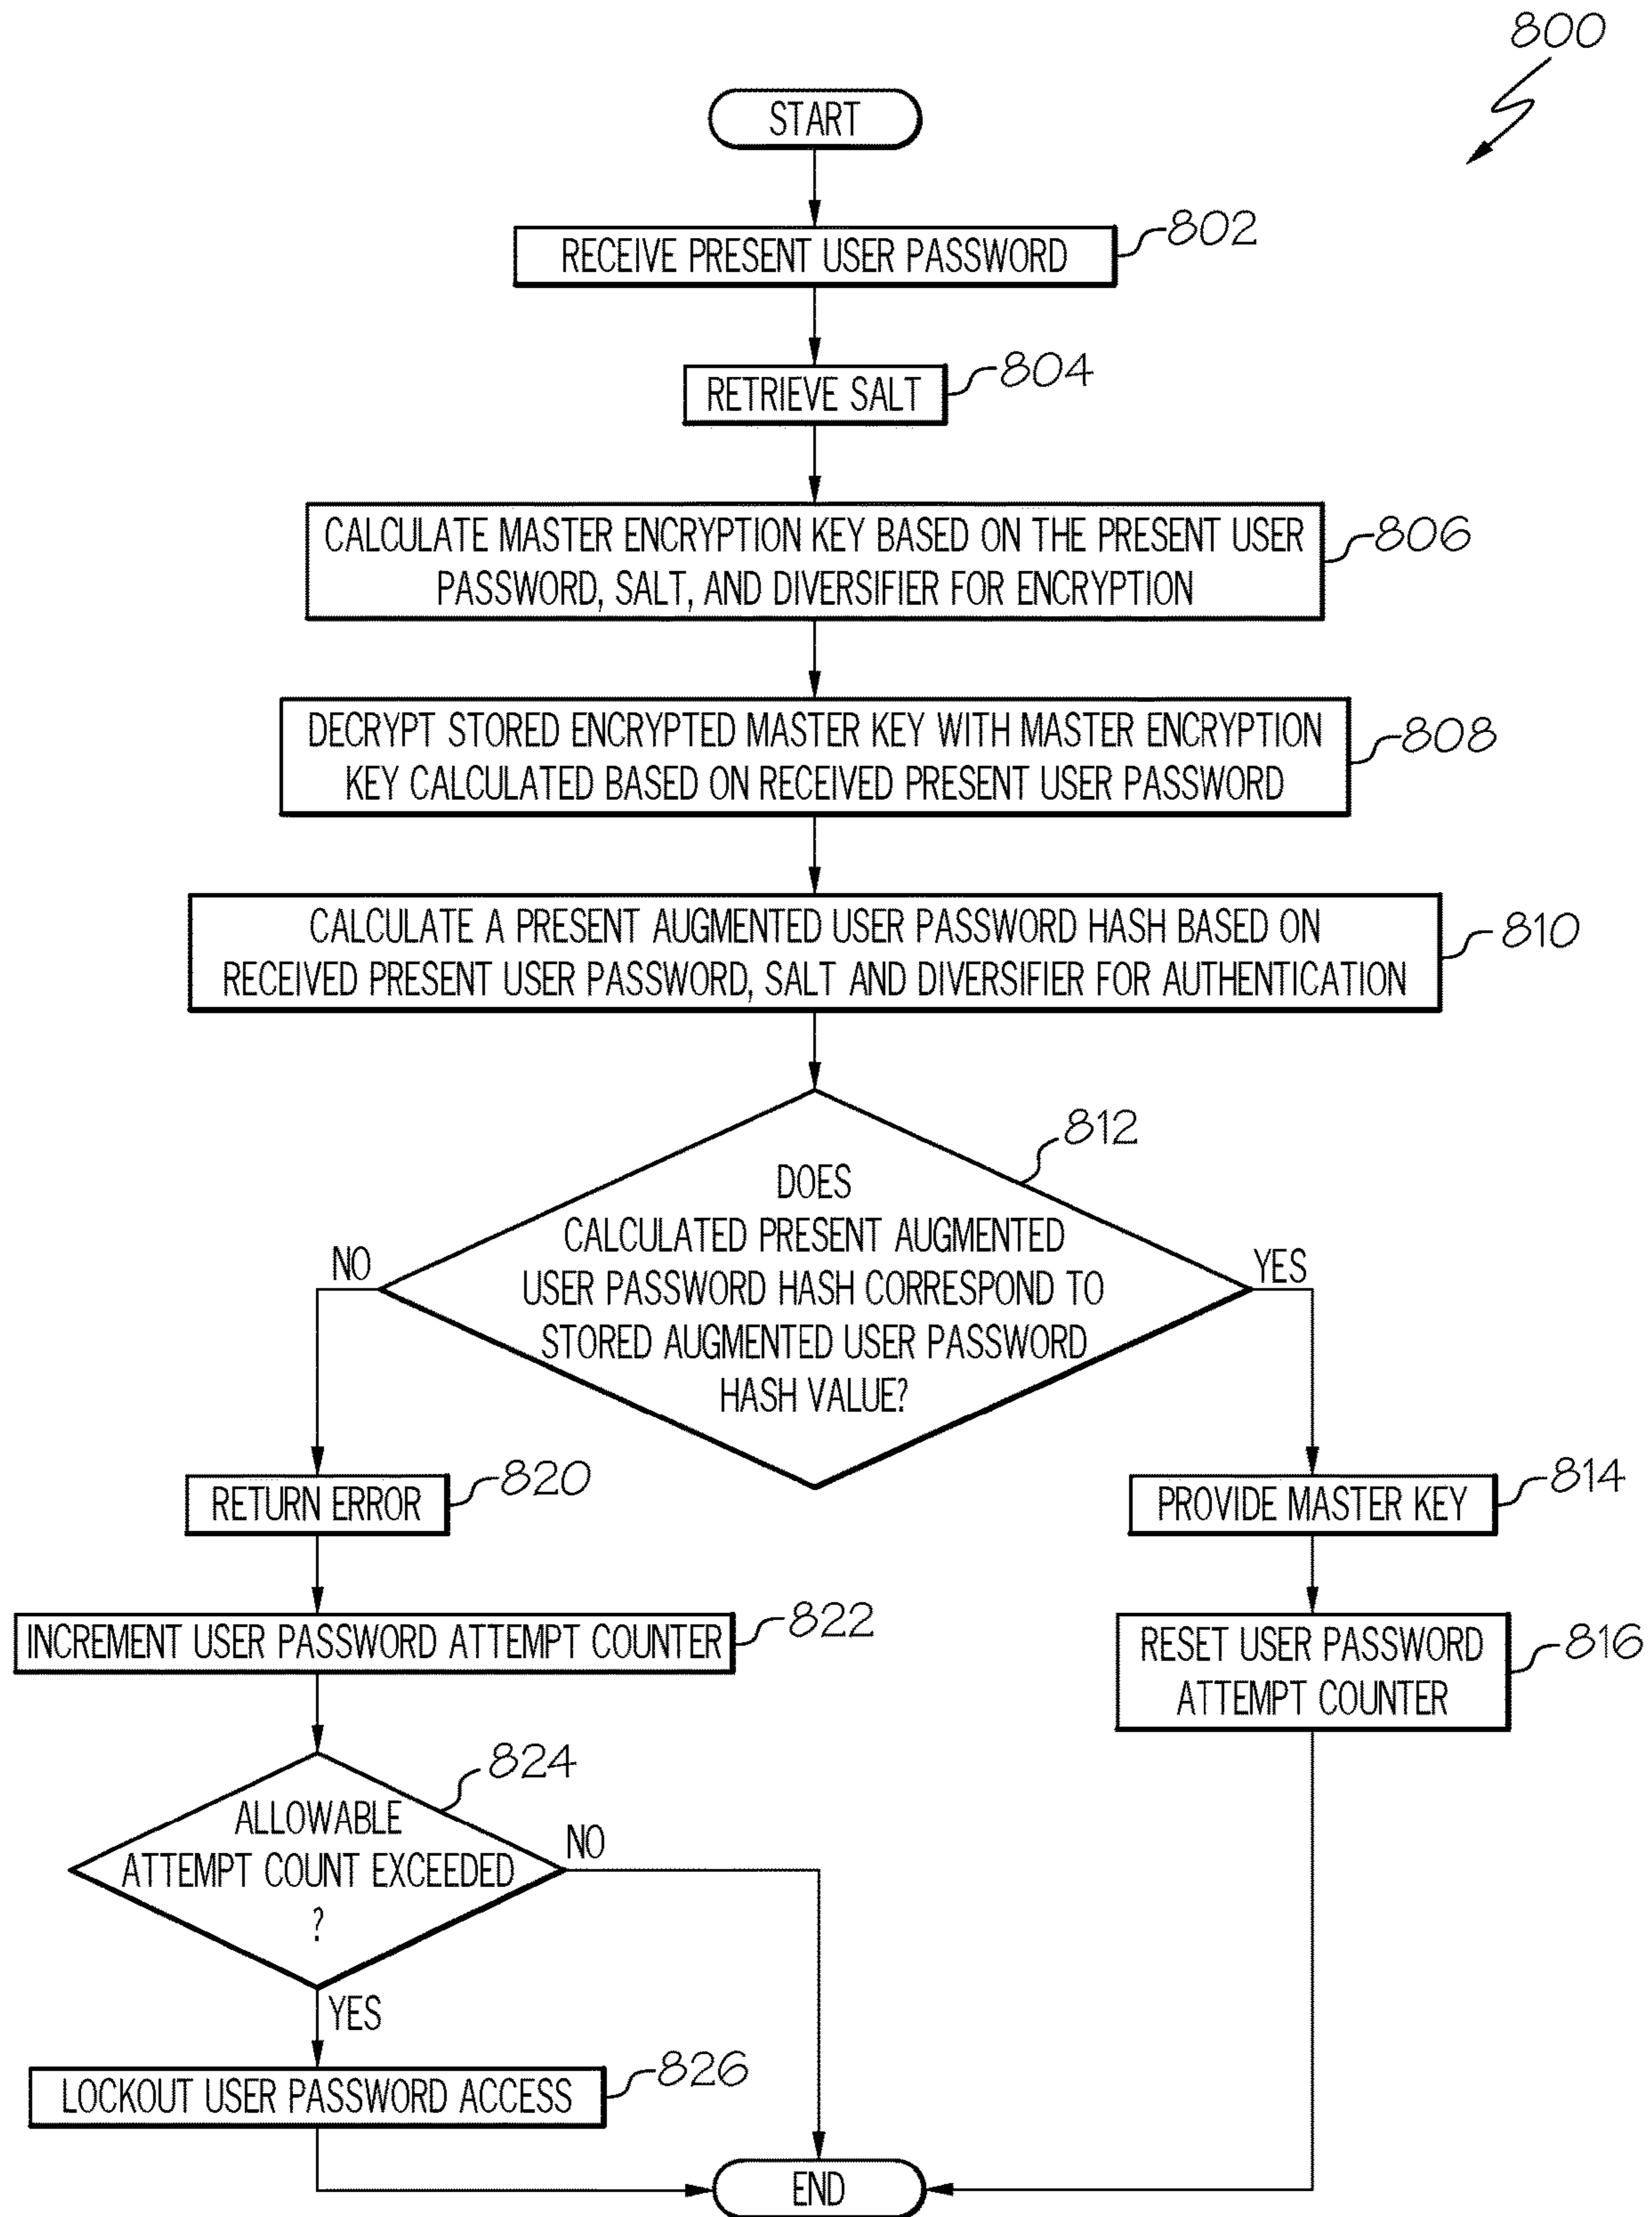 800
START
RECEIVE PRESENT USER PASSWORD
802
RETRIEVE SALT
804
CALCULATE MASTER ENCRYPTION KEY BASED ON THE PRESENT USER
PASSWORD, SALT, AND DIVERSIFIER FOR ENCRYPTION
806
DECRYPT STORED ENCRYPTED MASTER KEY WITH MASTER ENCRYPTION
KEY CALCULATED BASED ON RECEIVED PRESENT USER PASSWORD
808
CALCULATE A PRESENT AUGMENTED USER PASSWORD HASH BASED ON
RECEIVED PRESENT USER PASSWORD, SALT AND DIVERSIFIER FOR AUTHENTICATION
810
812
DOES
CALCULATED PRESENT AUGMENTED
USER PASSWORD HASH CORRESPOND TO
STORED AUGMENTED USER PASSWORD
HASH VALUE?
NO
YES
RETURN ERROR
820
PROVIDE MASTER KEY
814
INCREMENT USER PASSWORD ATTEMPT COUNTER
822
RESET USER PASSWORD
ATTEMPT COUNTER
816
824
ALLOWABLE
ATTEMPT COUNT EXCEEDED
?
NO
YES
LOCKOUT USER PASSWORD ACCESS
826
END